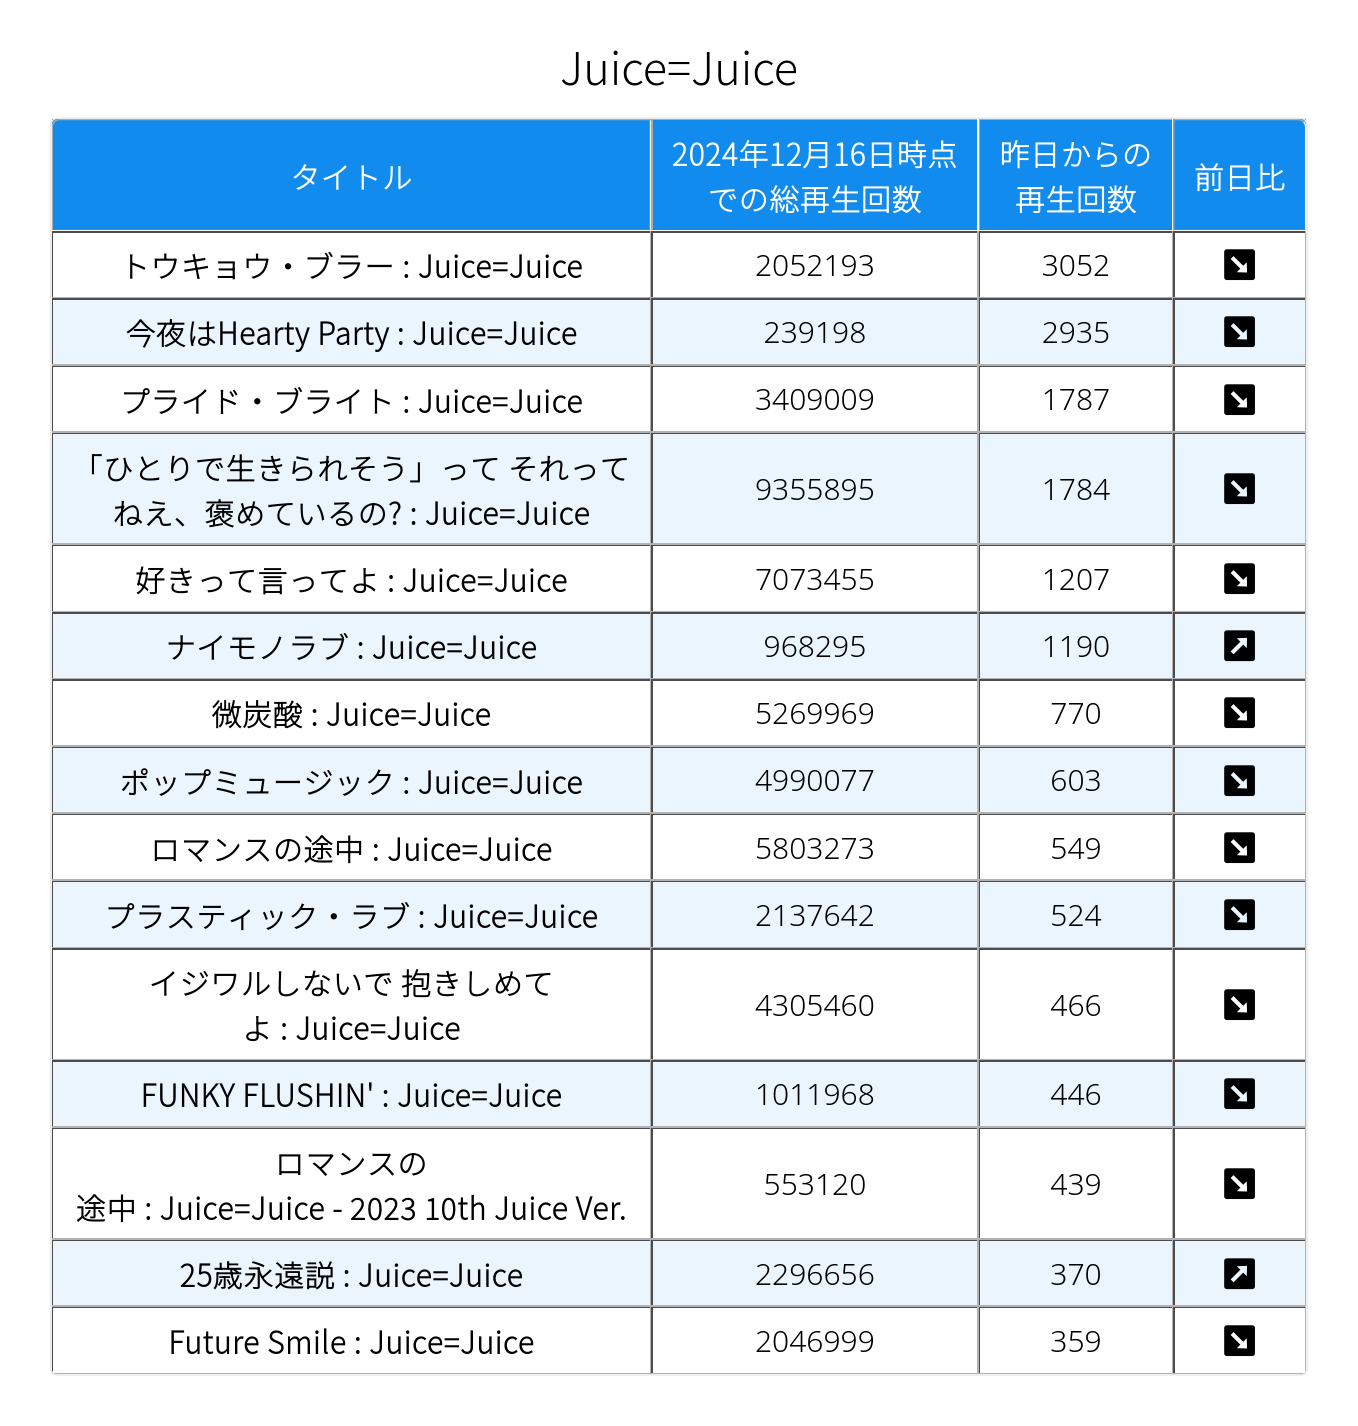 Juice=Juice
タイトル
2024年12月16日時点
での総再生回数
昨日からの
再生回数
前日比
トウキョウ・ブラー : Juice=Juice 2052193 3052 ↘
今夜はHearty Party : Juice=Juice 239198 2935 ↘
プライド・ブライト : Juice=Juice 3409009 1787 ↘
「ひとりで生きられそう」って それって
ねえ、褒めているの? : Juice=Juice 9355895 1784 ↘
好きって言ってよ : Juice=Juice 7073455 1207 ↘
ナイモノラブ : Juice=Juice 968295 1190 ↗
微炭酸 : Juice=Juice 5269969 770 ↘
ポップミュージック : Juice=Juice 4990077 603 ↘
ロマンスの途中 : Juice=Juice 5803273 549 ↘
プラスティック・ラブ : Juice=Juice 2137642 524 ↘
イジワルしないで 抱きしめて
よ : Juice=Juice 4305460 466 ↘
FUNKY FLUSHIN' : Juice=Juice 1011968 446 ↘
ロマンスの
途中 : Juice=Juice - 2023 10th Juice Ver. 553120 439 ↘
25歳永遠説 : Juice=Juice 2296656 370 ↗
Future Smile : Juice=Juice 2046999 359 ↘